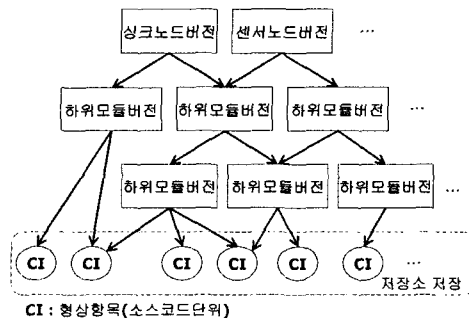 싱크노드버전 센서노드버전 ...
하위모듈버전 하위모듈버전 하위모듈버전 ...
하위모듈버전 하위모듈버전 하위모듈버전 ...
CI CI CI CI CI CI ...
저장소 저장
CI : 형상항목(소스코드단위)